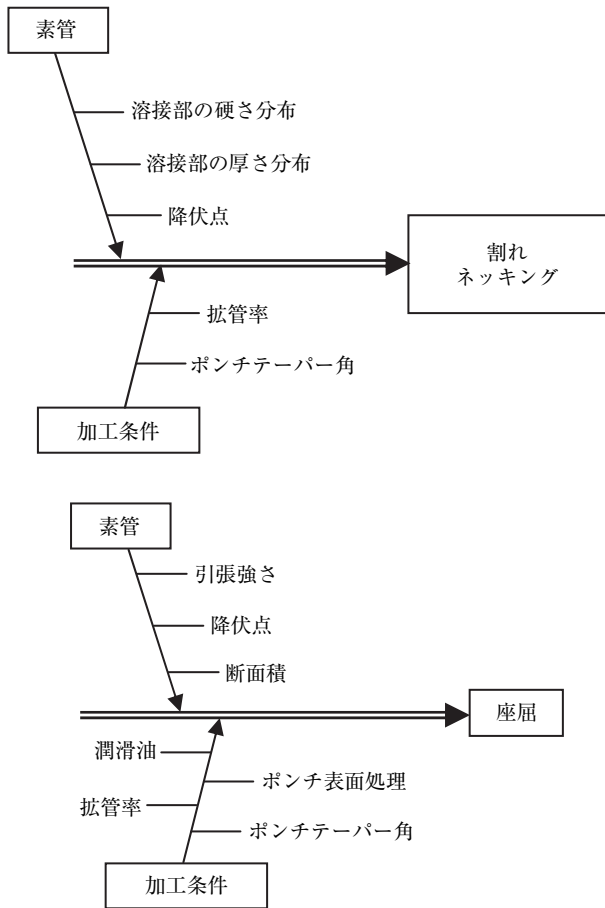 素管
溶接部の硬さ分布
溶接部の厚さ分布
降伏点
割れ
ネッキング
拡管率
ポンチテーパー角
加工条件
素管
引張強さ
降伏点
断面積
座屈
潤滑油
ポンチ表面処理
拡管率
ポンチテーパー角
加工条件